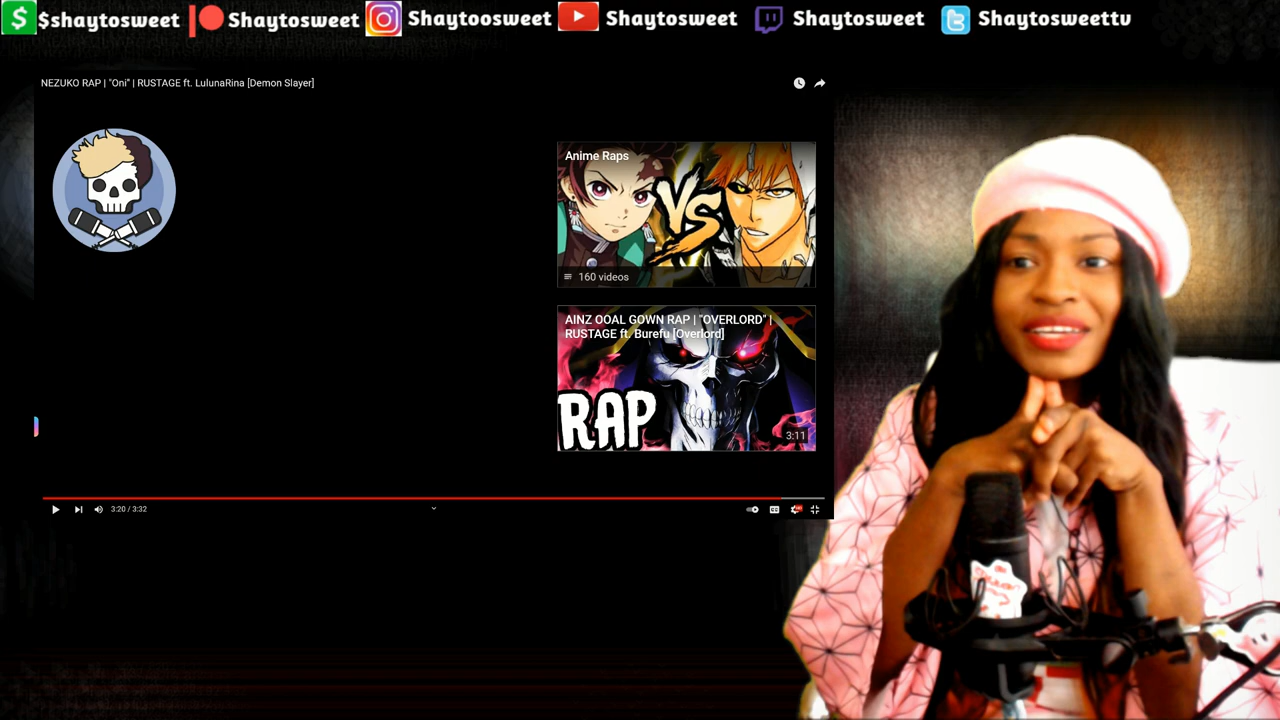 $shaytosweet
Shaytosweet
Shaytoosweet
Shaytosweet
Shaytosweet
Shaytosweettv
NEZUKO RAP | "Oni" | RUSTAGE ft. LulunaRina [Demon Slayer]
Anime Raps
VS
160 videos
AINZ OOAL GOWN RAP | "OVERLORD" |
RUSTAGE ft. Burefu [Overlord]
RAP
3:11
3:20 / 3:32